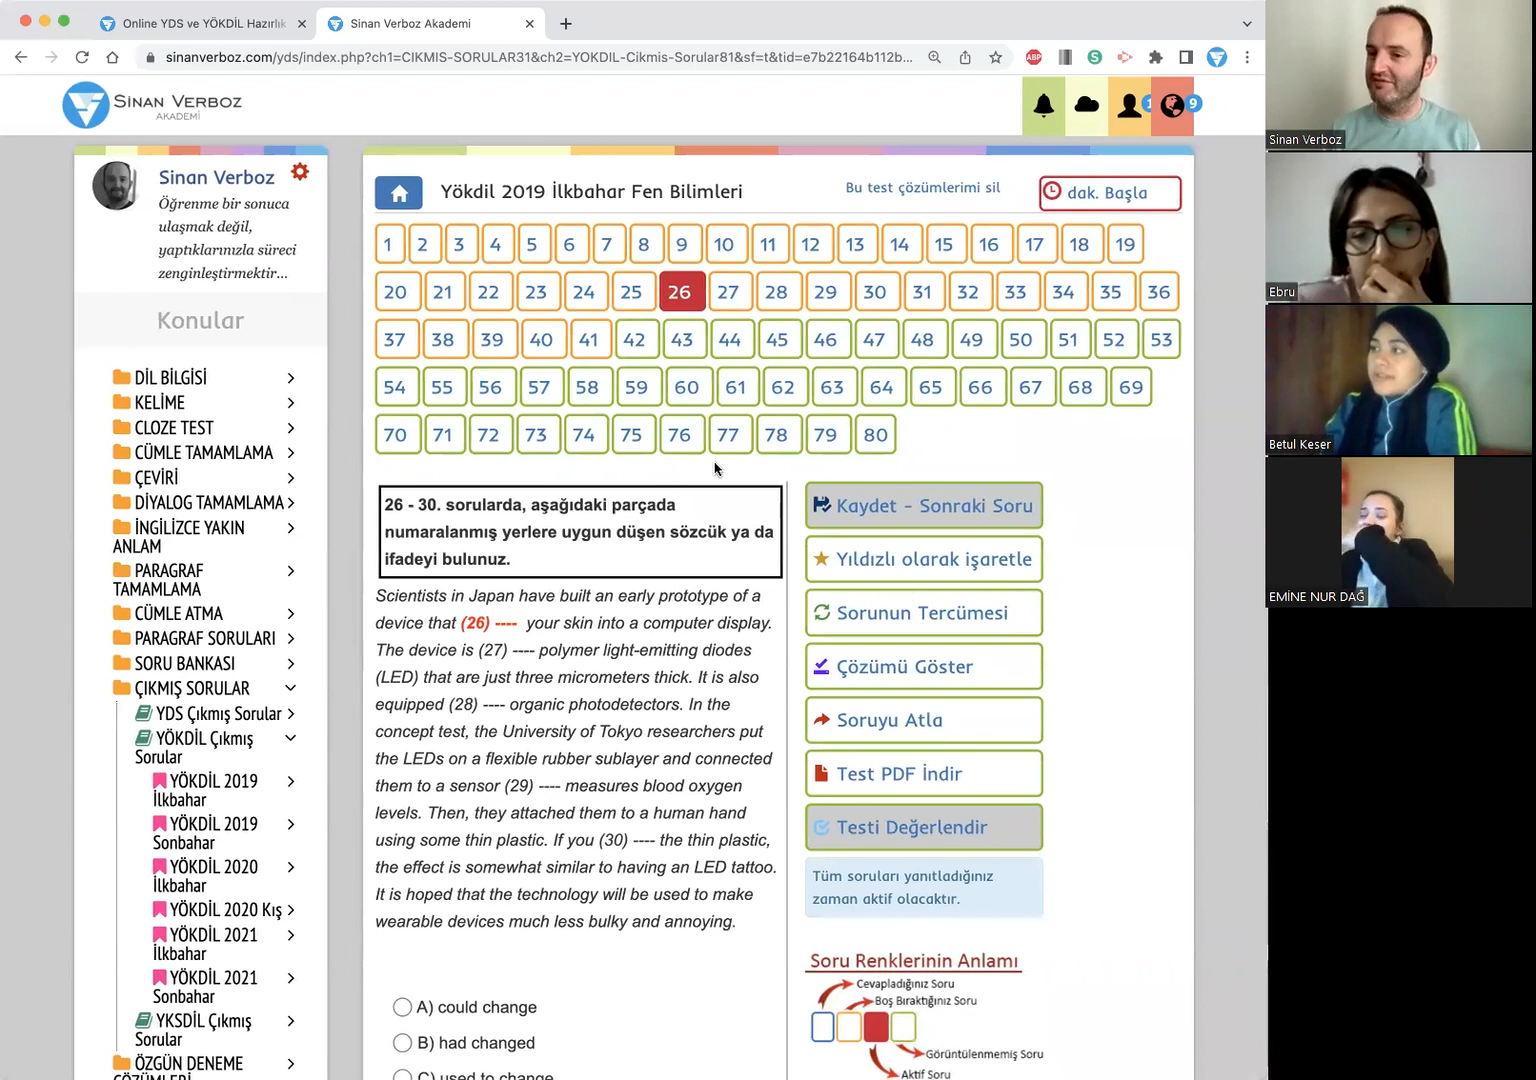 Online YDS ve YÖKDİL Hazırlık
Sinan Verboz Akademi
sinanverboz.com/yds/index.php?ch1=CIKMIS-SORULAR31&ch2=YOKDIL-Cikmis-Sorular81&sf=t&tid=e7b22164b112b...
SİNAN VERBOZ
AKADEMİ
1
9
Sinan Verboz
Öğrenme bir sonuca
ulaşmak değil,
yaptıklarınızla süreci
zenginleştirmektir...
Konular
DİL BİLGİSİ
KELİME
CLOZE TEST
CÜMLE TAMAMLAMA
ÇEVİRİ
DİYALOG TAMAMLAMA
İNGİLİZCE YAKIN
ANLAM
PARAGRAF
TAMAMLAMA
CÜMLE ATMA
PARAGRAF SORULARI
SORU BANKASI
ÇIKMIŞ SORULAR
YDS Çıkmış Sorular
YÖKDİL Çıkmış
Sorular
YÖKDİL 2019
İlkbahar
YÖKDİL 2019
Sonbahar
YÖKDİL 2020
İlkbahar
YÖKDİL 2020 Kış
YÖKDİL 2021
İlkbahar
YÖKDİL 2021
Sonbahar
YKSDİL Çıkmış
Sorular
ÖZGÜN DENEME
ÇÖZÜMLERİ
Yökdil 2019 İlkbahar Fen Bilimleri
Bu test çözümlerimi sil
dak. Başla
1 2 3 4 5 6 7 8 9 10 11 12 13 14 15 16 17 18 19
20 21 22 23 24 25 26 27 28 29 30 31 32 33 34 35 36
37 38 39 40 41 42 43 44 45 46 47 48 49 50 51 52 53
54 55 56 57 58 59 60 61 62 63 64 65 66 67 68 69
70 71 72 73 74 75 76 77 78 79 80
26 - 30. sorularda, aşağıdaki parçada
numaralanmış yerlere uygun düşen sözcük ya da
ifadeyi bulunuz.
Scientists in Japan have built an early prototype of a
device that (26) ---- your skin into a computer display.
The device is (27) ---- polymer light-emitting diodes
(LED) that are just three micrometers thick. It is also
equipped (28) ---- organic photodetectors. In the
concept test, the University of Tokyo researchers put
the LEDs on a flexible rubber sublayer and connected
them to a sensor (29) ---- measures blood oxygen
levels. Then, they attached them to a human hand
using some thin plastic. If you (30) ---- the thin plastic,
the effect is somewhat similar to having an LED tattoo.
It is hoped that the technology will be used to make
wearable devices much less bulky and annoying.
A) could change
B) had changed
C) used to change
Kaydet - Sonraki Soru
Yıldızlı olarak işaretle
Sorunun Tercümesi
Çözümü Göster
Soruyu Atla
Test PDF İndir
Testi Değerlendir
Tüm soruları yanıtladığınız
zaman aktif olacaktır.
Soru Renklerinin Anlamı
Cevapladığınız Soru
Boş Bıraktığınız Soru
Görüntülenmemiş Soru
Aktif Soru
ABP
S
Sinan Verboz
Ebru
Betul Keser
EMİNE NUR DAĞ